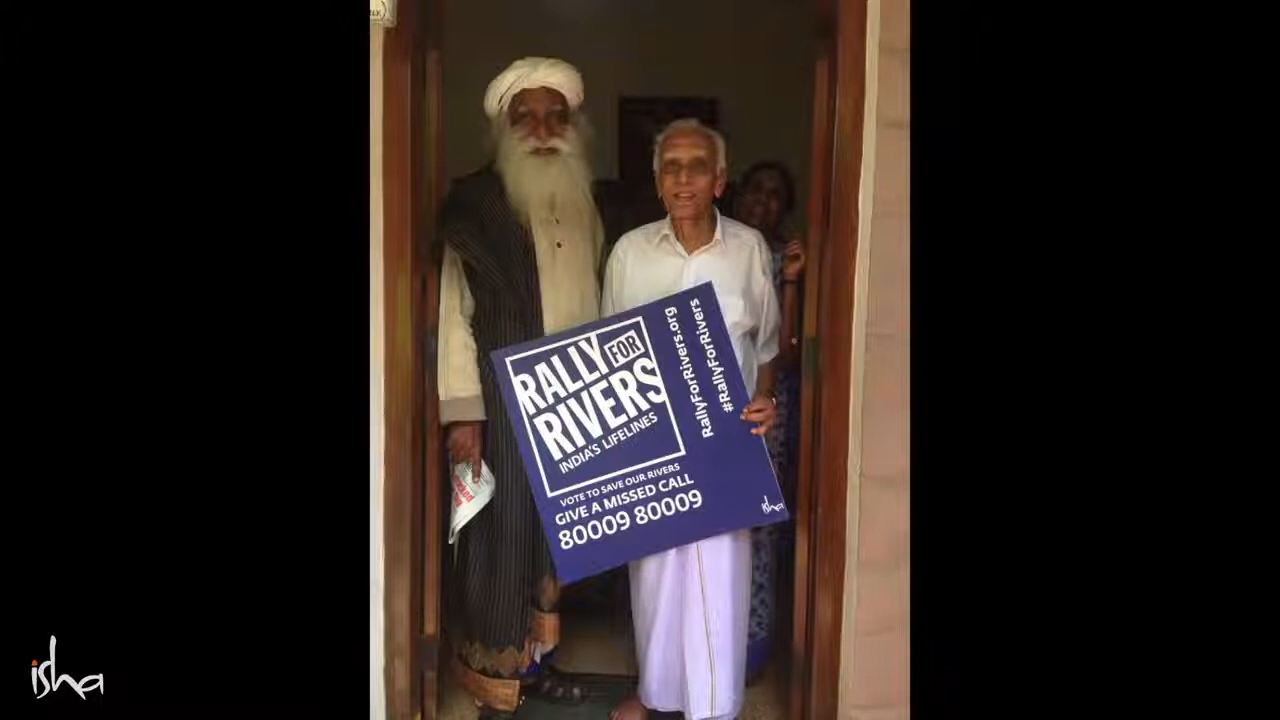 RALLY FOR
RIVERS
INDIA'S LIFELINES
VOTE TO SAVE OUR RIVERS
GIVE A MISSED CALL
80009 80009
RallyForRivers.org
#RallyForRivers
isha
isha